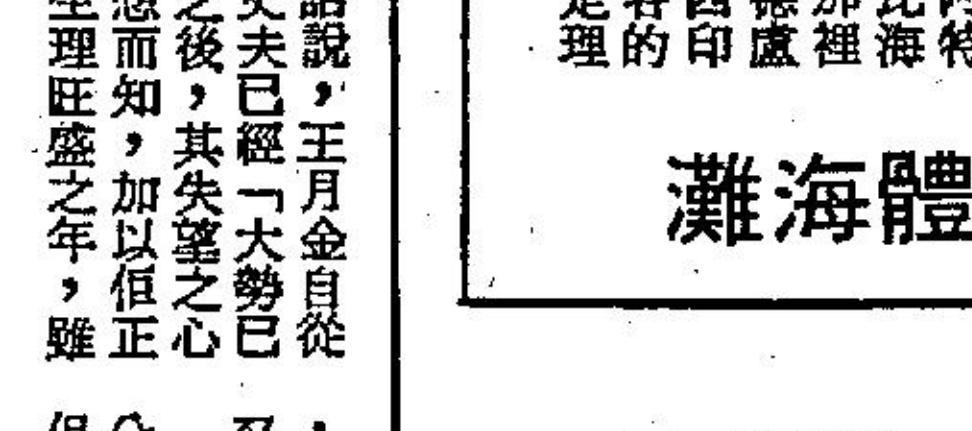 特
海
裡
盧
印
的
理
體海灘
說，王月金自從
夫已經「大勢已
之後，其失望之心
而知，加以佢正
理旺盛之年，雖